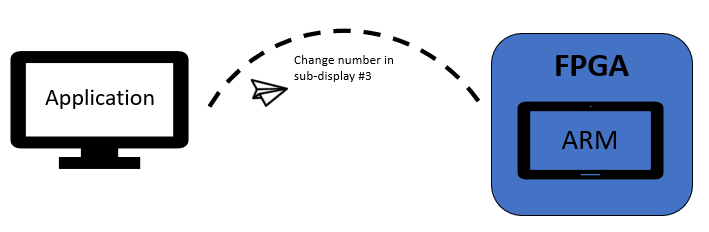 Application
Change number in
sub-display #3
FPGA
ARM